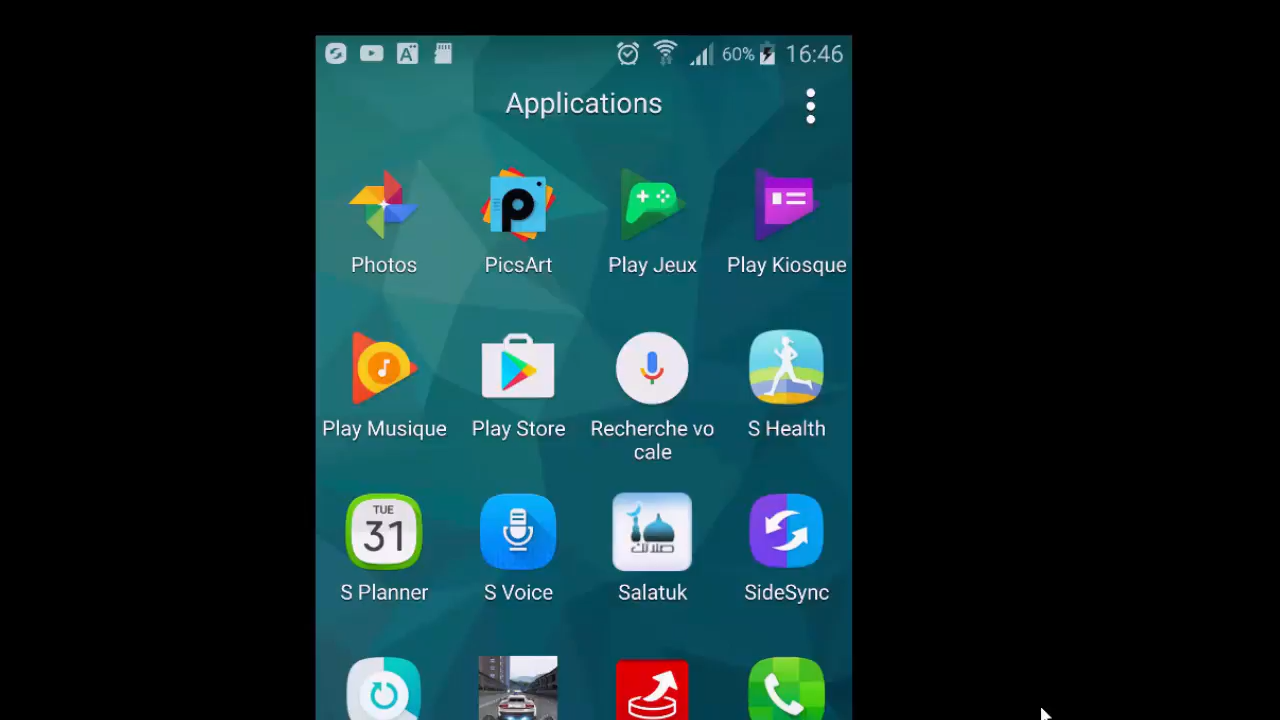 60% 16:46
Applications
Photos PicsArt Play Jeux Play Kiosque
Play Musique Play Store Recherche vo S Health
cale
TUE
31
صلاتك
S Planner S Voice Salatuk SideSync